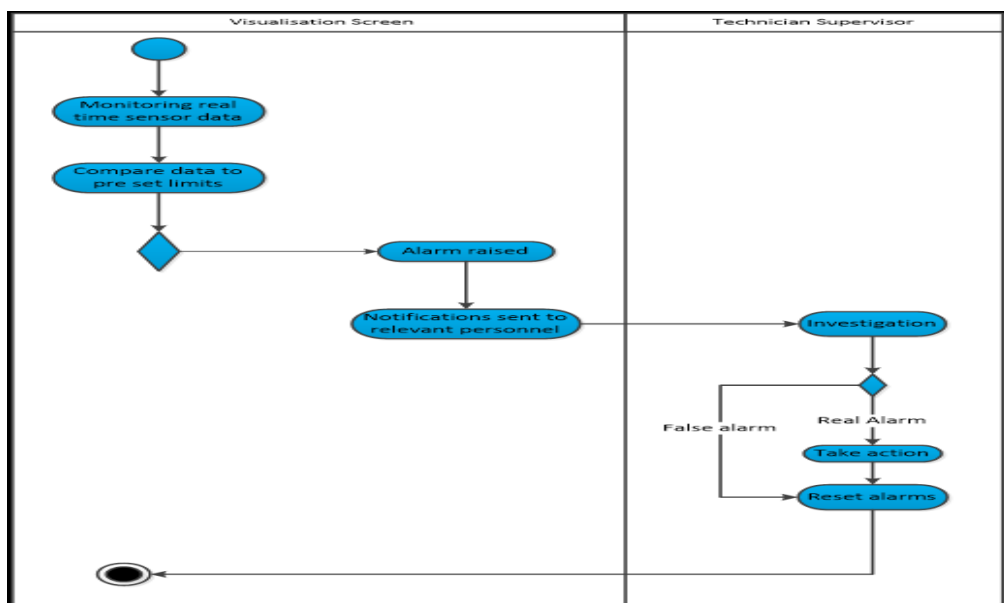 Visualisation Screen
Technician Supervisor
Monitoring real
time sensor data
Compare data to
pre set limits
Alarm raised
Notifications sent to
relevant personnel
Investigation
Real Alarm
False alarm
Take action
Reset alarms